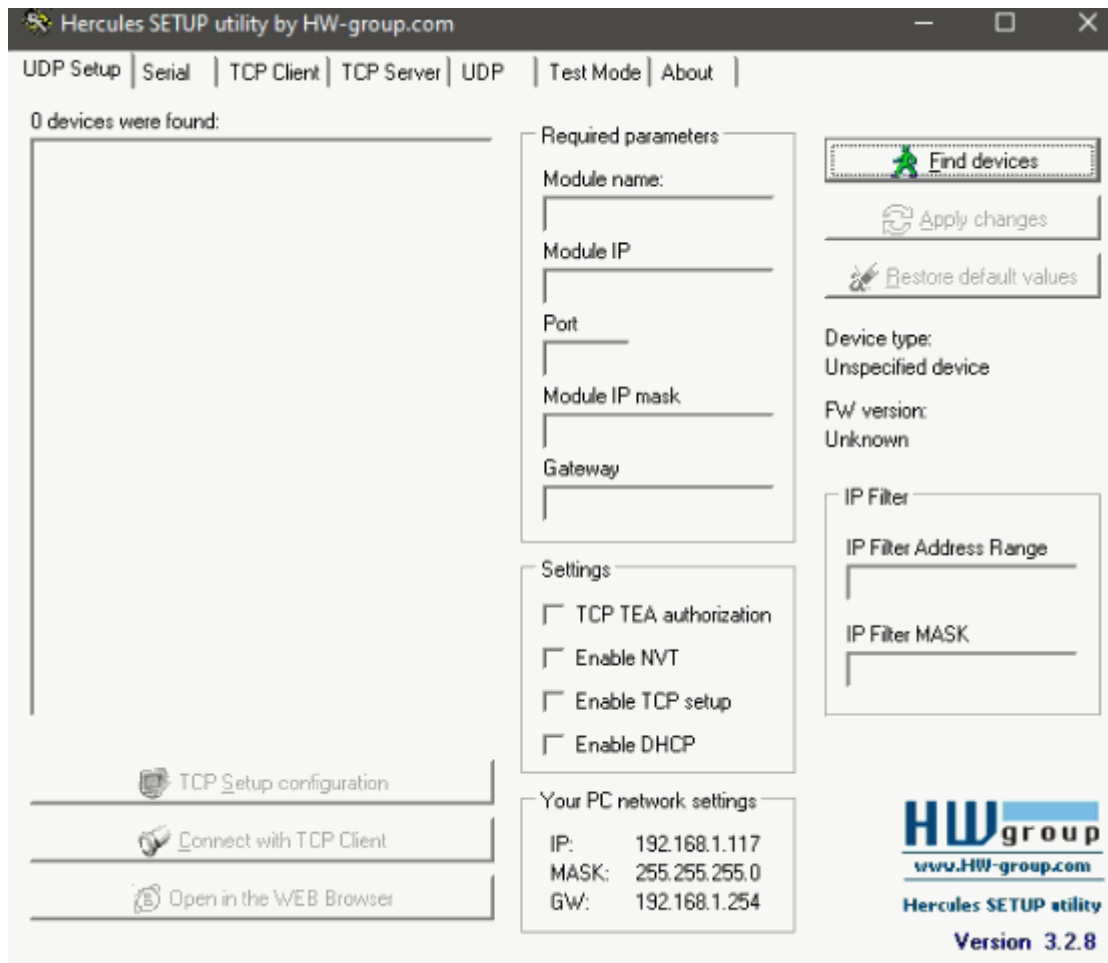 Hercules SETUP utility by HW-group.com
UDP Setup Serial TCP Client TCP Server UDP Test Mode About
0 devices were found:
TCP Setup configuration
Connect with TCP Client
Open in the WEB Browser
Required parameters
Module name:
Module IP
Port
Module IP mask
Gateway
Settings
TCP TEA authorization
Enable NVT
Enable TCP setup
Enable DHCP
Your PC network settings
IP: 192.168.1.117
MASK: 255.255.255.0
GW: 192.168.1.254
Find devices
Apply changes
Restore default values
Device type:
Unspecified device
FW version:
Unknown
IP Filter
IP Filter Address Range
IP Filter MASK
HW group
www.HW-group.com
Hercules SETUP utility
Version 3.2.8